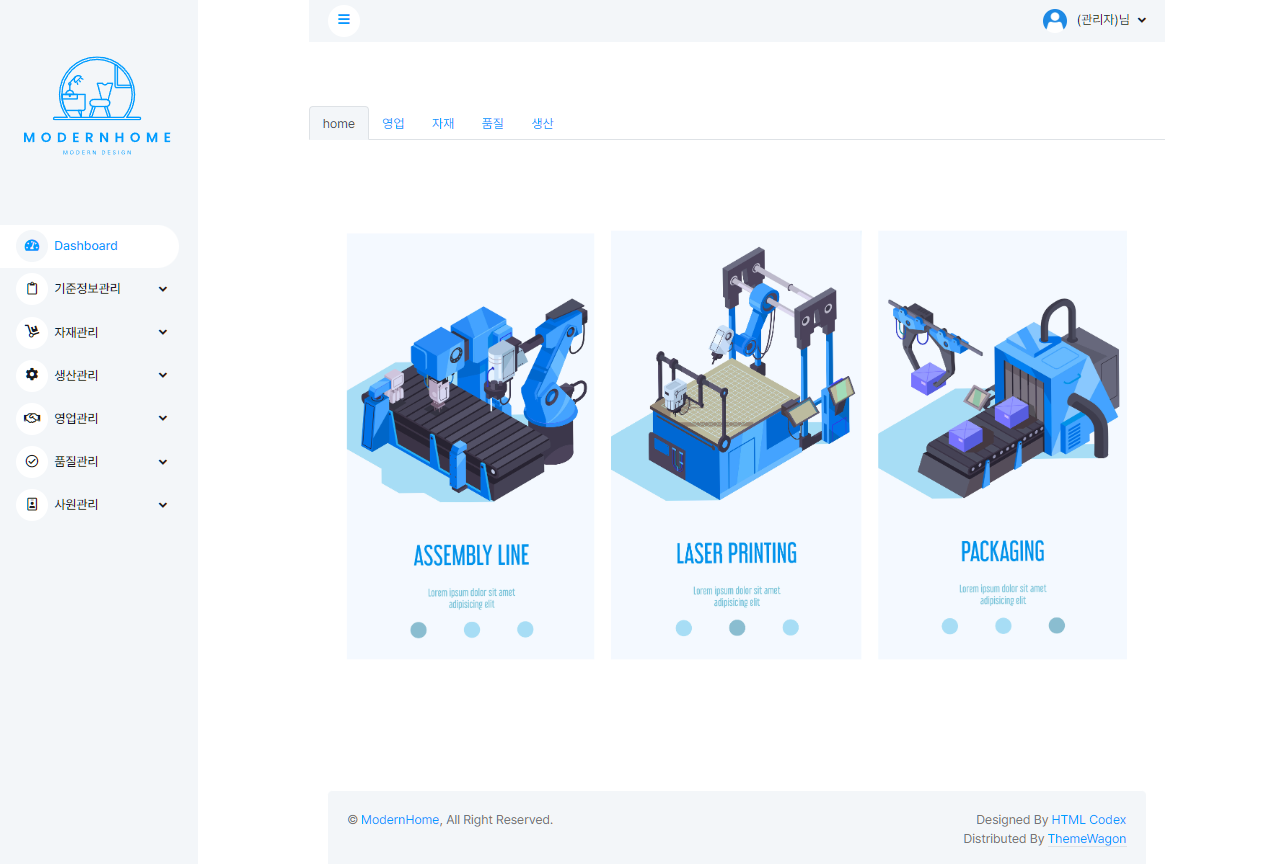 MODERNHOME
MODERN DESIGN
Dashboard
기준정보관리
자재관리
생산관리
영업관리
품질관리
사원관리
(관리자)님
home 영업 자재 품질 생산
ASSEMBLY LINE
Lorem ipsum dolor sit amet
adipisicing elit
LASER PRINTING
Lorem ipsum dolor sit amet
adipisicing elit
PACKAGING
Lorem ipsum dolor sit amet
adipisicing elit
© ModernHome, All Right Reserved.
Designed By HTML Codex
Distributed By ThemeWagon